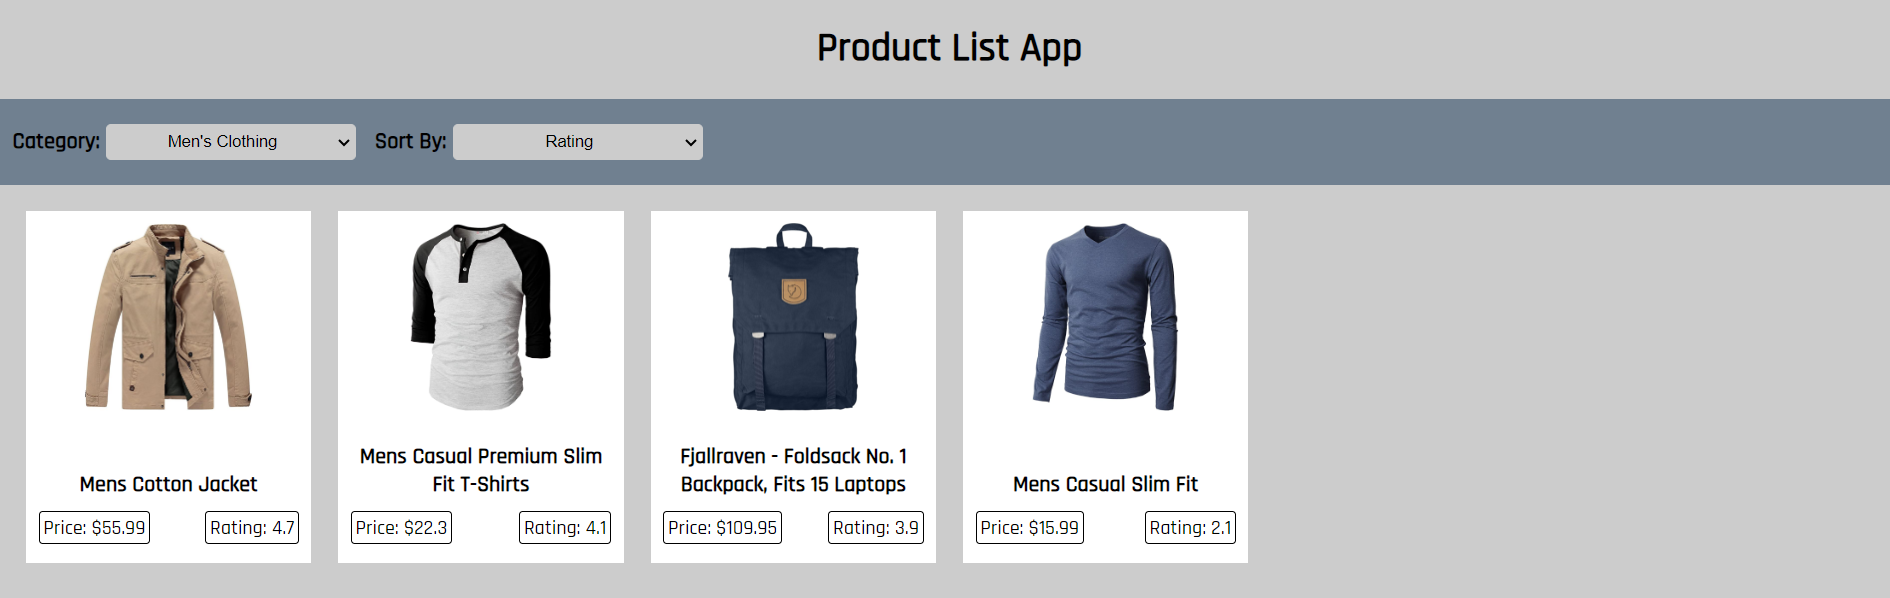 Product List App
Category: Men's Clothing Sort By: Rating
Mens Cotton Jacket
Price: $55.99 Rating: 4.7
Mens Casual Premium Slim
Fit T-Shirts
Price: $22.3 Rating: 4.1
Fjallraven - Foldsack No. 1
Backpack, Fits 15 Laptops
Price: $109.95 Rating: 3.9
Mens Casual Slim Fit
Price: $15.99 Rating: 2.1